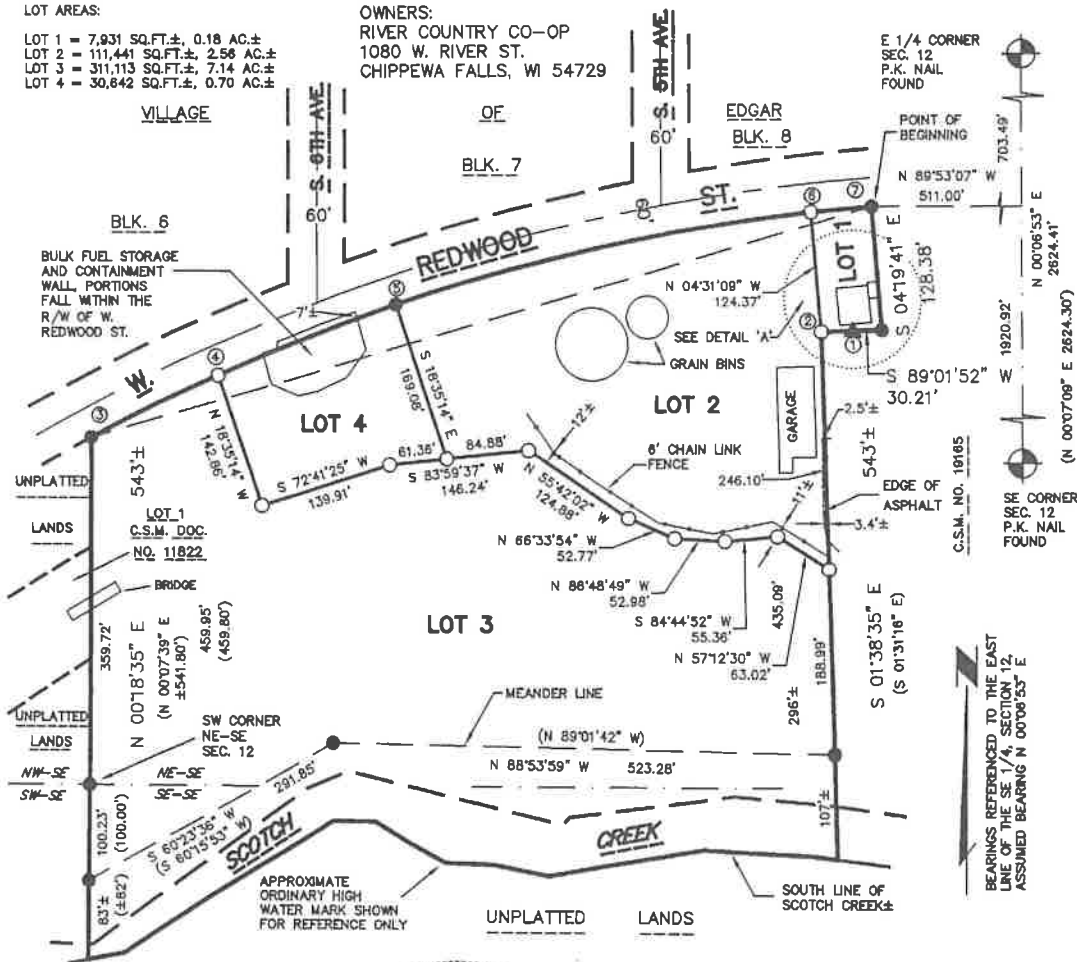 LOT AREAS:
LOT 1 = 7,931 SQ.FT.±, 0.18 AC.±
LOT 2 = 111,441 SQ.FT.±, 2.56 AC.±
LOT 3 = 311,113 SQ.FT.±, 7.14 AC.±
LOT 4 = 30,642 SQ.FT.±, 0.70 AC.±
OWNERS:
RIVER COUNTRY CO-OP
1080 W. RIVER ST.
CHIPPEWA FALLS, WI 54729
E 1/4 CORNER
SEC. 12
P.K. NAIL
FOUND
VILLAGE
OF
EDGAR
S. 6TH AVE.
60'
S. 5TH AVE.
60'
BLK. 6
BLK. 7
BLK. 8
POINT OF
BEGINNING
703.49'
N 89°53'07" W
511.00'
W.
REDWOOD
ST.
60'
BULK FUEL STORAGE
AND CONTAINMENT
WALL, PORTIONS
FALL WITHIN THE
R/W OF W.
REDWOOD ST.
7'±
3
4
5
6
7
2
1
LOT 1
S 04°19'41" E
128.38'
N 04°31'09" W
124.37'
SEE DETAIL 'A'
GRAIN BINS
S 89°01'52" W
30.21'
N 00°06'53" E
2624.41'
1920.92'
(N 00°07'09" E 2624.30')
LOT 4
N 18°35'14" W
142.86'
S 18°35'14" E
169.08'
S 72°41'25" W
139.91'
61.36'
84.88'
S 83°59'37" W
146.24'
LOT 2
GARAGE
12'±
6' CHAIN LINK
FENCE
N 55°42'02" W
124.88'
246.10'
2.5'±
543'±
EDGE OF
ASPHALT
11'±
3.4'±
C.S.M. NO. 19165
SE CORNER
SEC. 12
P.K. NAIL
FOUND
UNPLATTED
LANDS
543'±
LOT 1
C.S.M. DOC.
NO. 11822
BRIDGE
N 66°33'54" W
52.77'
N 86°48'49" W
52.98'
S 84°44'52" W
55.36'
N 57°12'30" W
63.02'
435.09'
188.99'
296'±
S 01°38'35" E
(S 01°31'16" E)
LOT 3
359.72'
N 00°18'35" E
(N 00°07'39" E
±541.80')
459.95'
(459.80')
UNPLATTED
LANDS
SW CORNER
NE-SE
SEC. 12
NW-SE
SW-SE
NE-SE
SE-SE
MEANDER LINE
(N 89°01'42" W)
N 88°53'59" W
523.28'
291.85'
S 60°23'36" W
(S 60°15'53" W)
100.23'
(100.00')
83'±
(±82')
107'±
SCOTCH
CREEK
APPROXIMATE
ORDINARY HIGH
WATER MARK SHOWN
FOR REFERENCE ONLY
UNPLATTED
LANDS
SOUTH LINE OF
SCOTCH CREEK±
BEARINGS REFERENCED TO THE EAST
LINE OF THE SE 1/4, SECTION 12,
ASSUMED BEARING N 00°06'53" E